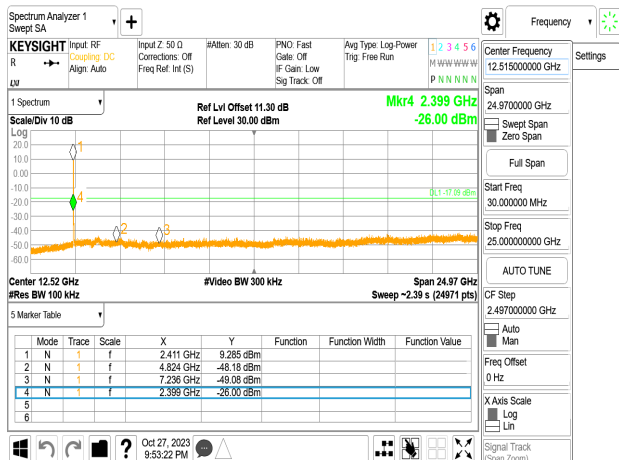 Spectrum Analyzer 1
Swept SA
Frequency
KEYSIGHT
R
LNI
Input: RF
Coupling: DC
Align: Auto
Input Z: 50 Ω
Corrections: Off
Freq Ref: Int (S)
#Atten: 30 dB
PNO: Fast
Gate: Off
IF Gain: Low
Sig Track: Off
Avg Type: Log-Power
Trig: Free Run
1 2 3 4 5 6
M W W W W W
P N N N N N
Center Frequency
12.515000000 GHz
Settings
Span
24.9700000 GHz
Swept Span
Zero Span
Full Span
Start Freq
30.000000 MHz
Stop Freq
25.000000000 GHz
AUTO TUNE
CF Step
2.497000000 GHz
Auto
Man
Freq Offset
0 Hz
X Axis Scale
Log
Lin
Signal Track
(Span Zoom)
1 Spectrum
Scale/Div 10 dB
Ref Lvl Offset 11.30 dB
Ref Level 30.00 dBm
Mkr4 2.399 GHz
-26.00 dBm
Log
20.0
10.0
0.00
-10.0
-20.0
-30.0
-40.0
-50.0
-60.0
1
4
2
3
DL1 -17.09 dBm
Center 12.52 GHz
#Video BW 300 kHz
Span 24.97 GHz
#Res BW 100 kHz
Sweep ~2.39 s (24971 pts)
5 Marker Table
Mode Trace Scale X Y Function Function Width Function Value
1 N 1 f 2.411 GHz 9.285 dBm
2 N 1 f 4.824 GHz -48.18 dBm
3 N 1 f 7.236 GHz -49.08 dBm
4 N 1 f 2.399 GHz -26.00 dBm
5
6
?
Oct 27, 2023
9:53:22 PM